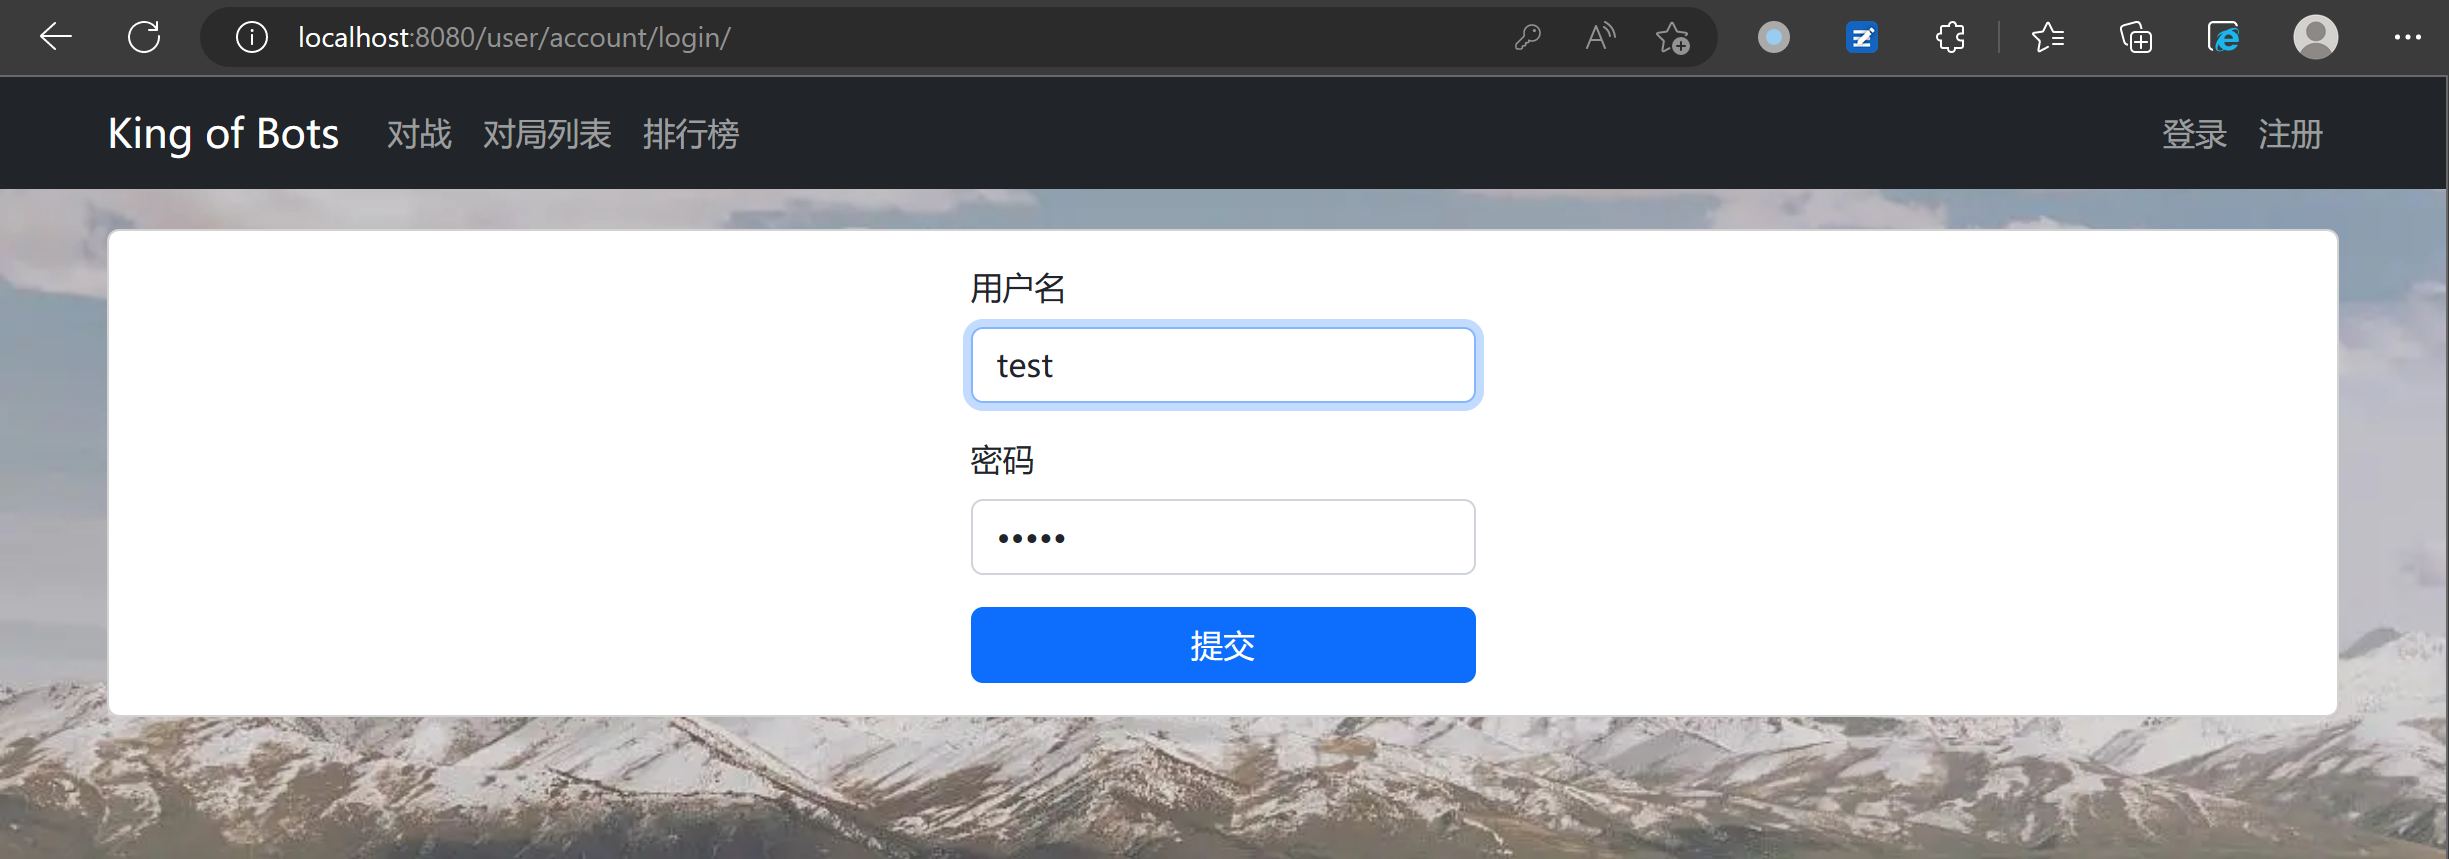 localhost:8080/user/account/login/
King of Bots 对战 对局列表 排行榜 登录 注册
用户名
test
密码
•••••
提交